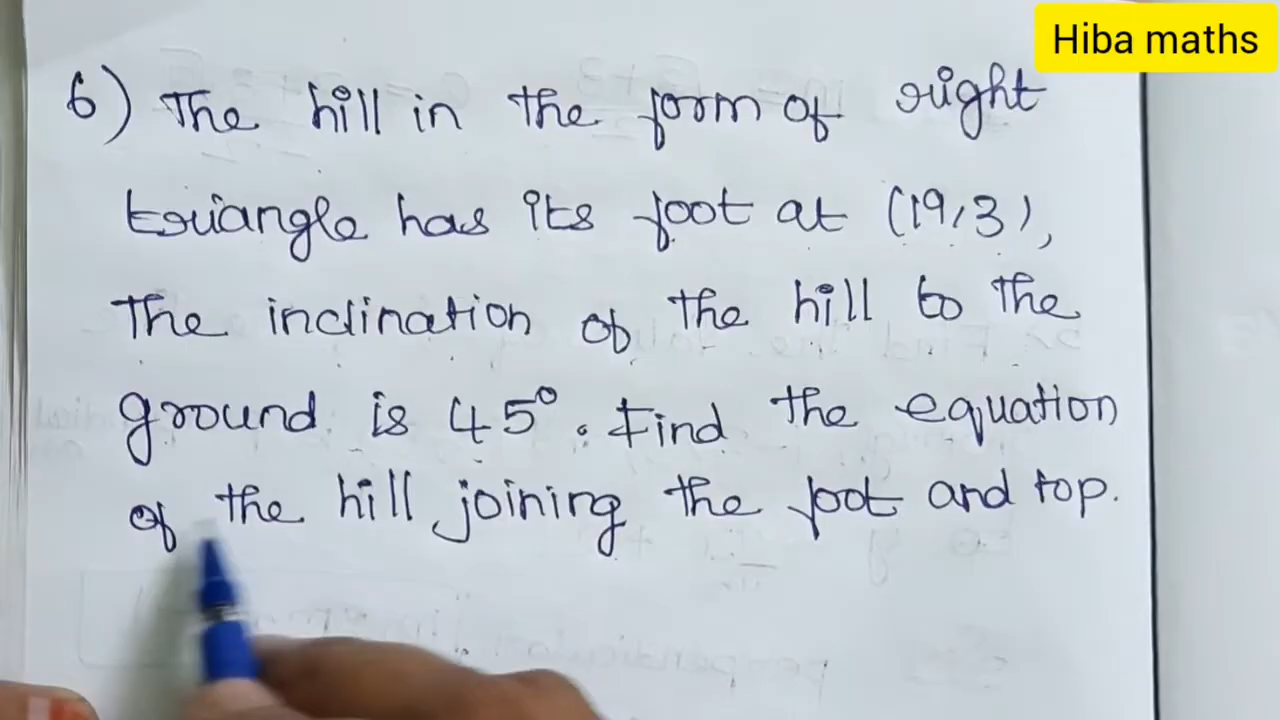 Hiba maths
6) The hill in the form of right
triangle has its foot at (19,3),
The inclination of the hill to the
ground is 45°. Find the equation
of the hill joining the foot and top.